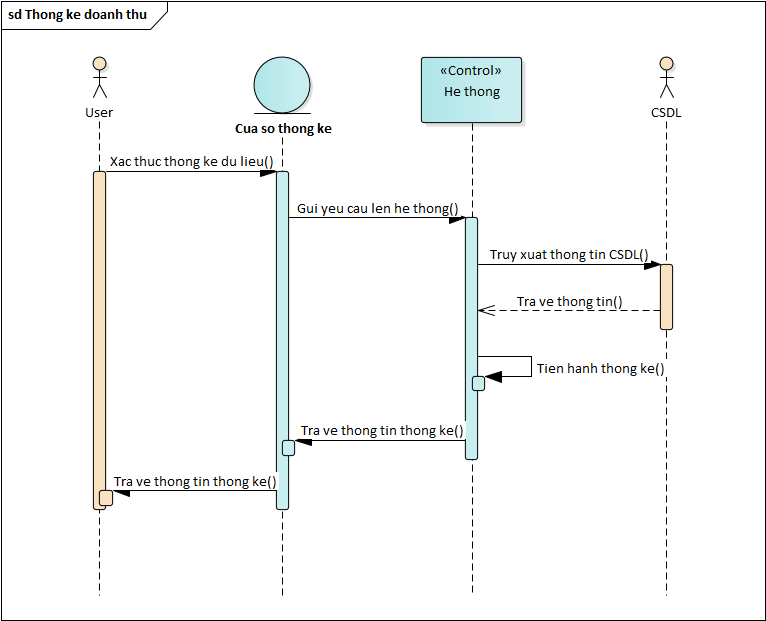 sd Thong ke doanh thu
User
Cua so thong ke
«Control»
He thong
CSDL
Xac thuc thong ke du lieu()
Gui yeu cau len he thong()
Truy xuat thong tin CSDL()
Tra ve thong tin()
Tien hanh thong ke()
Tra ve thong tin thong ke()
Tra ve thong tin thong ke()